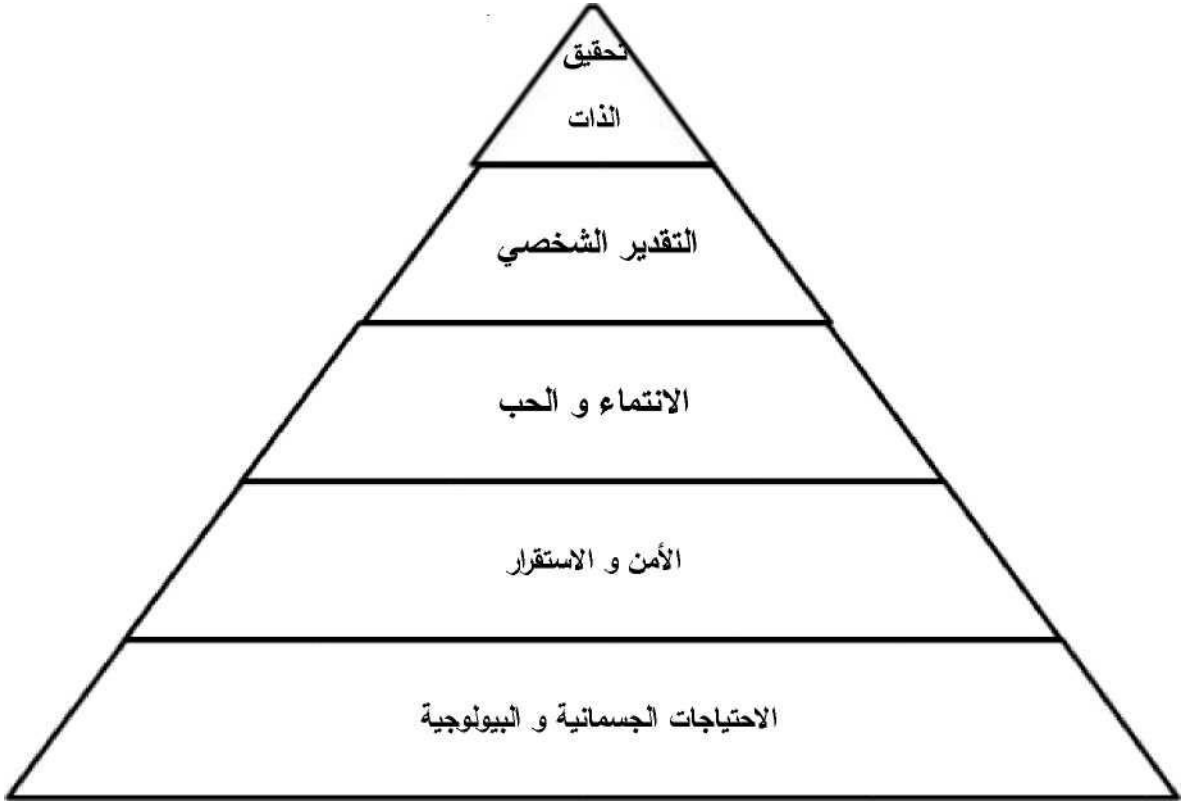 تحقيق
الذات
التقدير الشخصي
الانتماء و الحب
الأمن و الاستقرار
الاحتياجات الجسمانية و البيولوجية